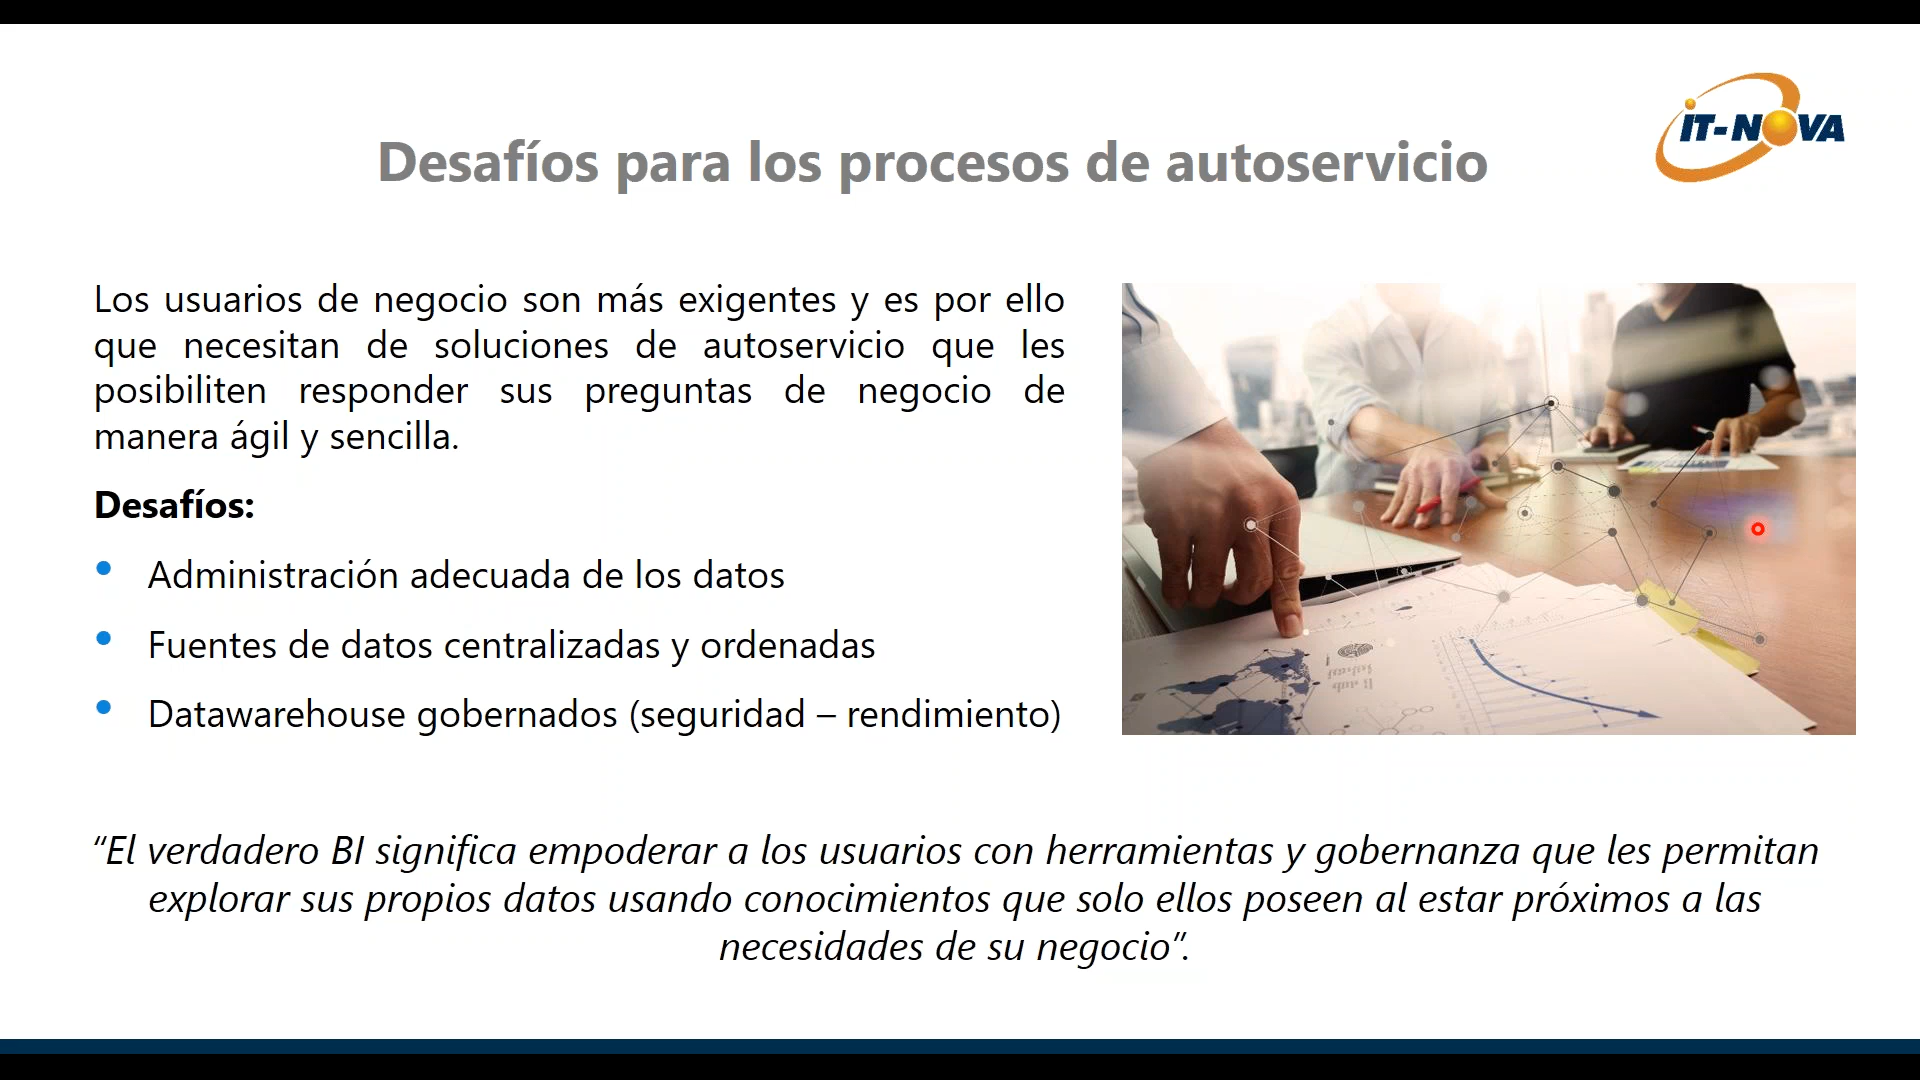 IT-NOVA
Desafíos para los procesos de autoservicio
Los usuarios de negocio son más exigentes y es por ello
que necesitan de soluciones de autoservicio que les
posibiliten responder sus preguntas de negocio de
manera ágil y sencilla.
Desafíos:
Administración adecuada de los datos
Fuentes de datos centralizadas y ordenadas
Datawarehouse gobernados (seguridad – rendimiento)
“El verdadero BI significa empoderar a los usuarios con herramientas y gobernanza que les permitan
explorar sus propios datos usando conocimientos que solo ellos poseen al estar próximos a las
necesidades de su negocio”.